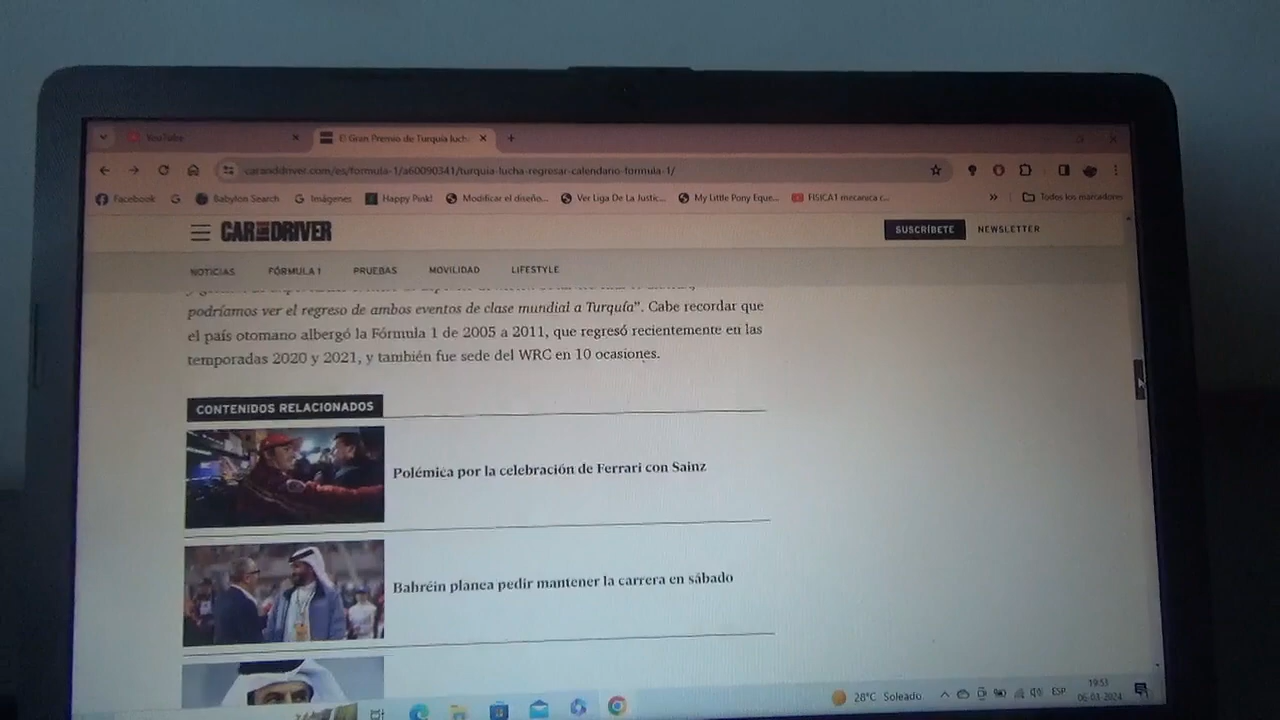 YouTube
El Gran Premio de Turquía luch
caranddriver.com/es/formula-1/a60090341/turquia-lucha-regresar-calendario-formula-1/
Facebook
Babylon Search
Imágenes
Happy Pink!
Modificar el diseño...
Ver Liga De La Justic...
My Little Pony Eque...
FISICA1 mecanica c...
»
Todos los marcadores
CAR AND DRIVER
SUSCRÍBETE
NEWSLETTER
NOTICIAS
FÓRMULA 1
PRUEBAS
MOVILIDAD
LIFESTYLE
podríamos ver el regreso de ambos eventos de clase mundial a Turquía”. Cabe recordar que
el país otomano albergó la Fórmula 1 de 2005 a 2011, que regresó recientemente en las
temporadas 2020 y 2021, y también fue sede del WRC en 10 ocasiones.
CONTENIDOS RELACIONADOS
Polémica por la celebración de Ferrari con Sainz
Bahréin planea pedir mantener la carrera en sábado
28°C Soleado
ESP
19:53
06-03-2024